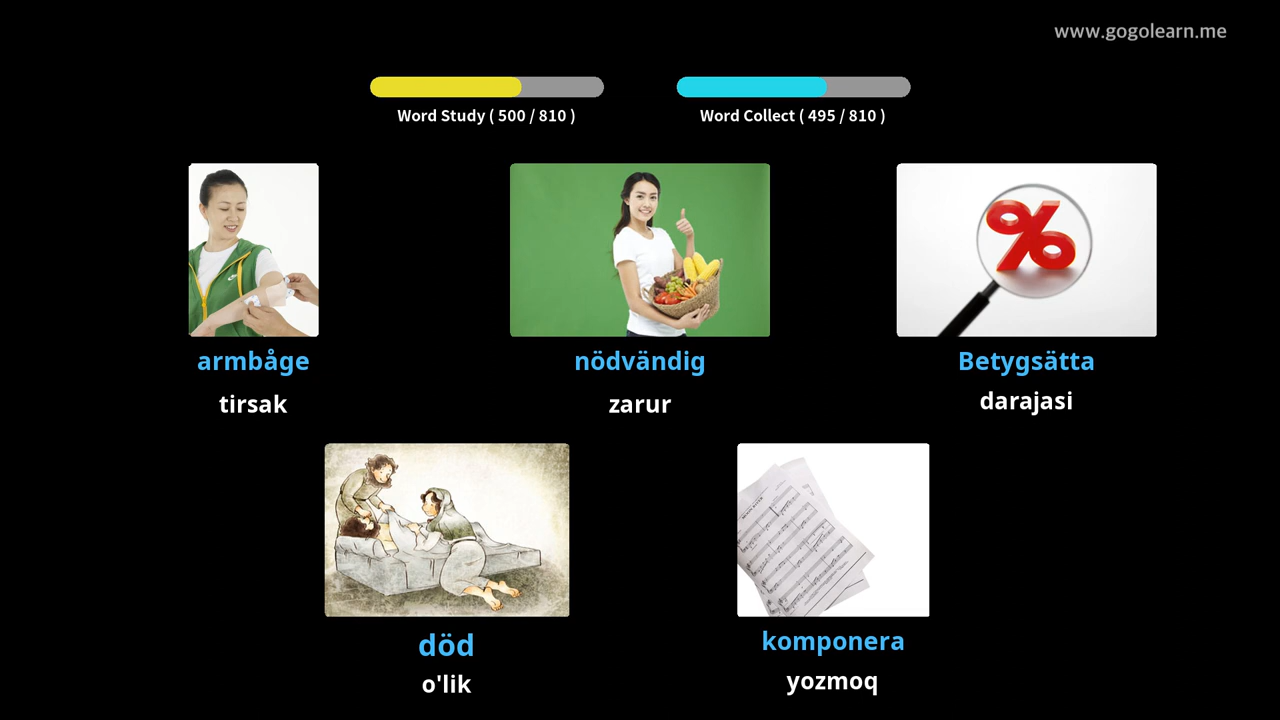 www.gogolearn.me
Word Study ( 500 / 810 )
Word Collect ( 495 / 810 )
armbåge
nödvändig
Betygsätta
tirsak
zarur
darajasi
död
komponera
o'lik
yozmoq